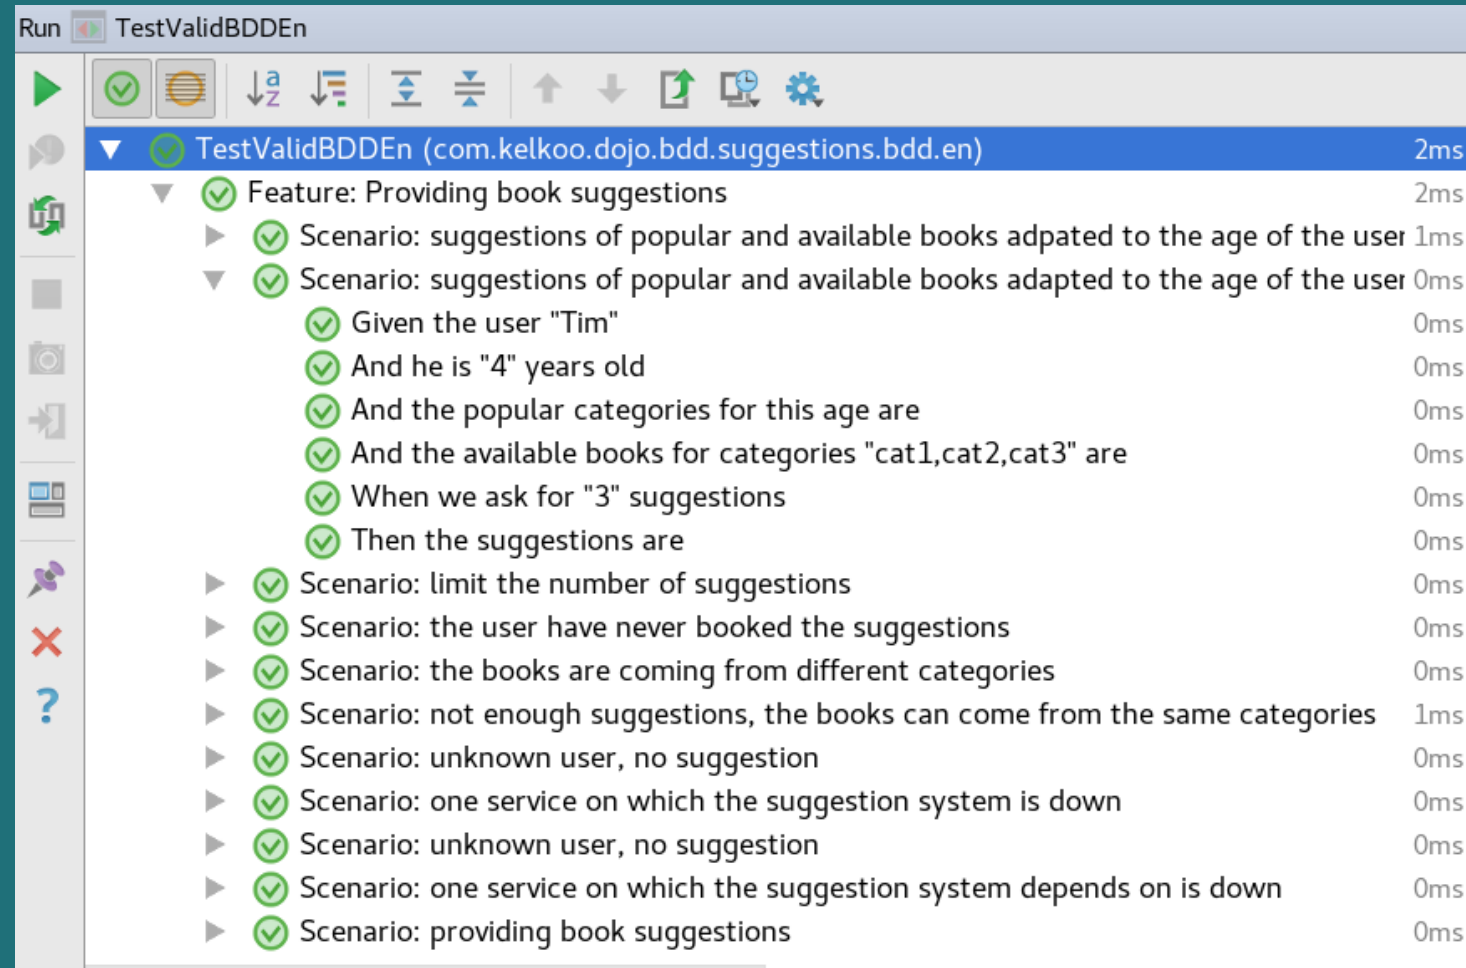 Run TestValidBDDEn
TestValidBDDEn (com.kelkoo.dojo.bdd.suggestions.bdd.en) 2ms
Feature: Providing book suggestions 2ms
Scenario: suggestions of popular and available books adpated to the age of the user 1ms
Scenario: suggestions of popular and available books adapted to the age of the user 0ms
Given the user "Tim" 0ms
And he is "4" years old 0ms
And the popular categories for this age are 0ms
And the available books for categories "cat1,cat2,cat3" are 0ms
When we ask for "3" suggestions 0ms
Then the suggestions are 0ms
Scenario: limit the number of suggestions 0ms
Scenario: the user have never booked the suggestions 0ms
Scenario: the books are coming from different categories 0ms
Scenario: not enough suggestions, the books can come from the same categories 1ms
Scenario: unknown user, no suggestion 0ms
Scenario: one service on which the suggestion system is down 0ms
Scenario: unknown user, no suggestion 0ms
Scenario: one service on which the suggestion system depends on is down 0ms
Scenario: providing book suggestions 0ms